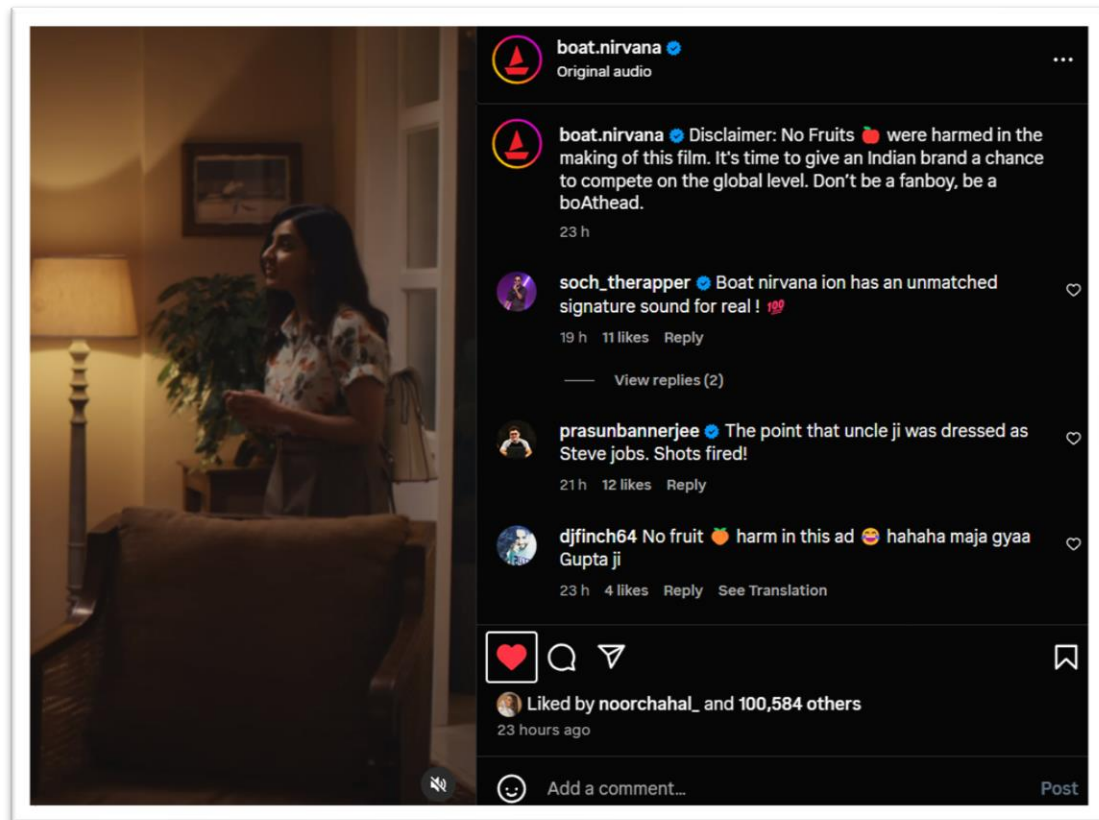 boat.nirvana
Original audio
boat.nirvana Disclaimer: No Fruits 🍎 were harmed in the
making of this film. It's time to give an Indian brand a chance
to compete on the global level. Don't be a fanboy, be a
boAthead.
23 h
soch_therapper Boat nirvana ion has an unmatched
signature sound for real ! 💯
19 h 11 likes Reply
View replies (2)
prasunbannerjee The point that uncle ji was dressed as
Steve jobs. Shots fired!
21 h 12 likes Reply
djfinch64 No fruit 🍊 harm in this ad 😂 hahaha maja gyaa
Gupta ji
23 h 4 likes Reply See Translation
Liked by noorchahal_ and 100,584 others
23 hours ago
Add a comment...
Post